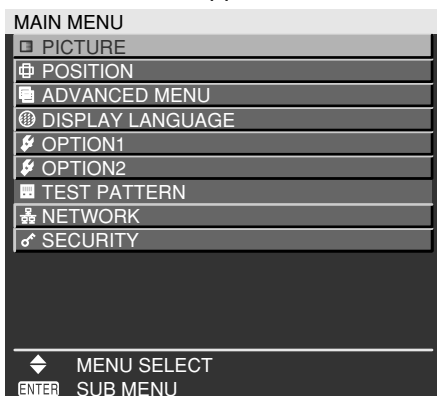 MAIN MENU
PICTURE
POSITION
ADVANCED MENU
DISPLAY LANGUAGE
OPTION1
OPTION2
TEST PATTERN
NETWORK
SECURITY
MENU SELECT
ENTER SUB MENU